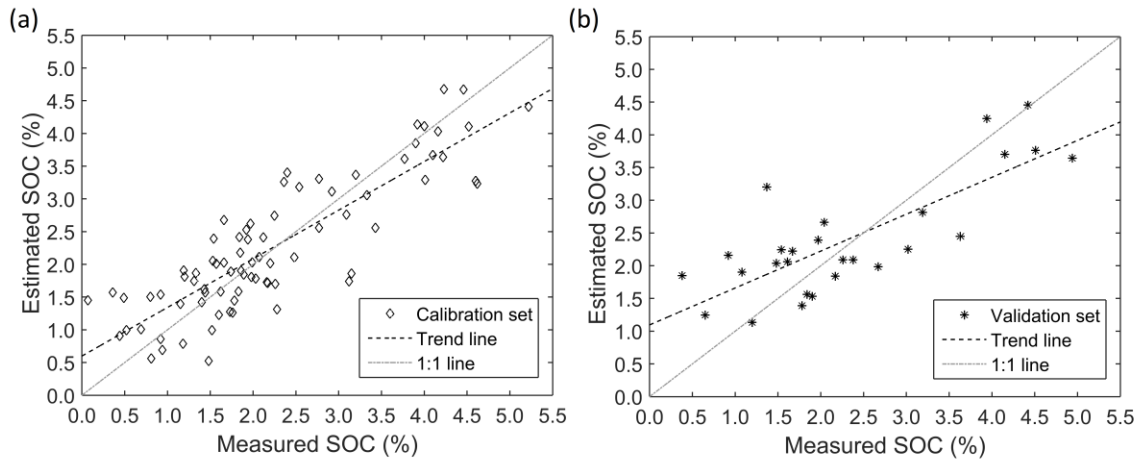 (a)
5.5
5.0
4.5
4.0
3.5
3.0
2.5
2.0
1.5
1.0
0.5
0.0
Estimated SOC (%)
Calibration set
Trend line
1:1 line
0.0 0.5 1.0 1.5 2.0 2.5 3.0 3.5 4.0 4.5 5.0 5.5
Measured SOC (%)
(b)
5.5
5.0
4.5
4.0
3.5
3.0
2.5
2.0
1.5
1.0
0.5
0.0
Estimated SOC (%)
Validation set
Trend line
1:1 line
0.0 0.5 1.0 1.5 2.0 2.5 3.0 3.5 4.0 4.5 5.0 5.5
Measured SOC (%)